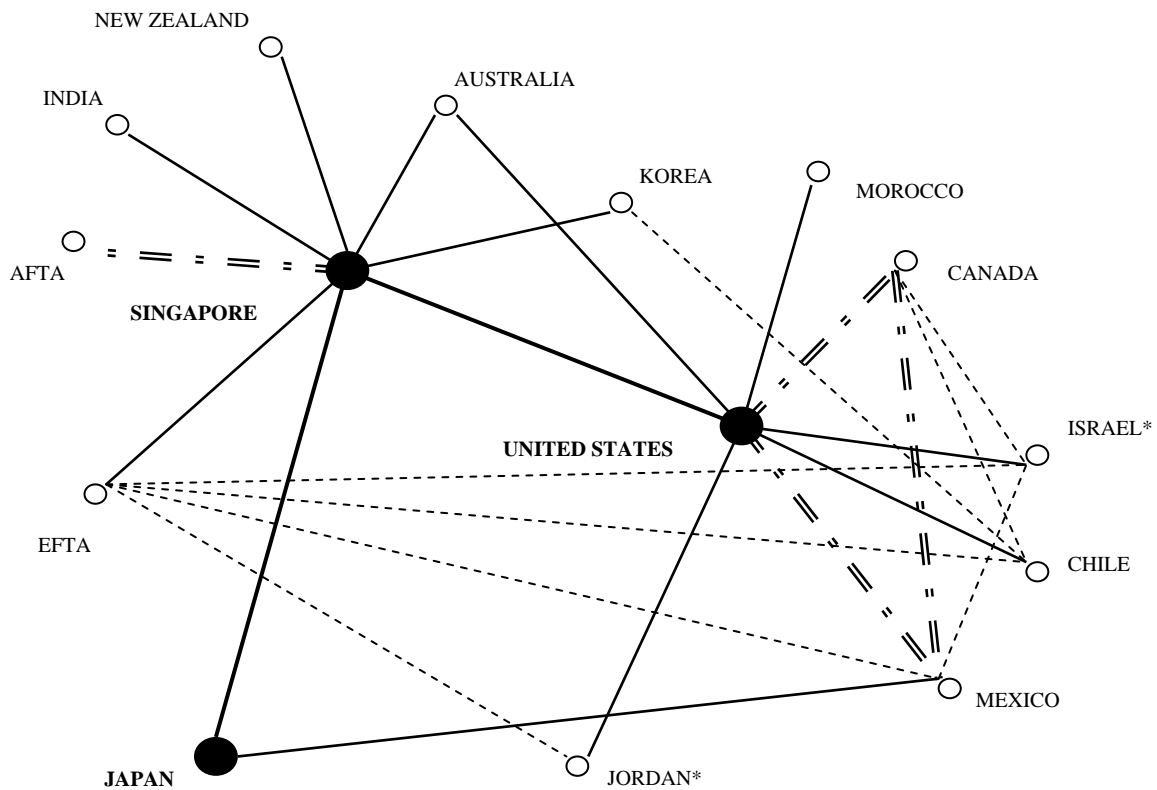 NEW ZEALAND
AUSTRALIA
INDIA
KOREA
MOROCCO
AFTA
CANADA
SINGAPORE
ISRAEL*
UNITED STATES
EFTA
CHILE
MEXICO
JAPAN
JORDAN*